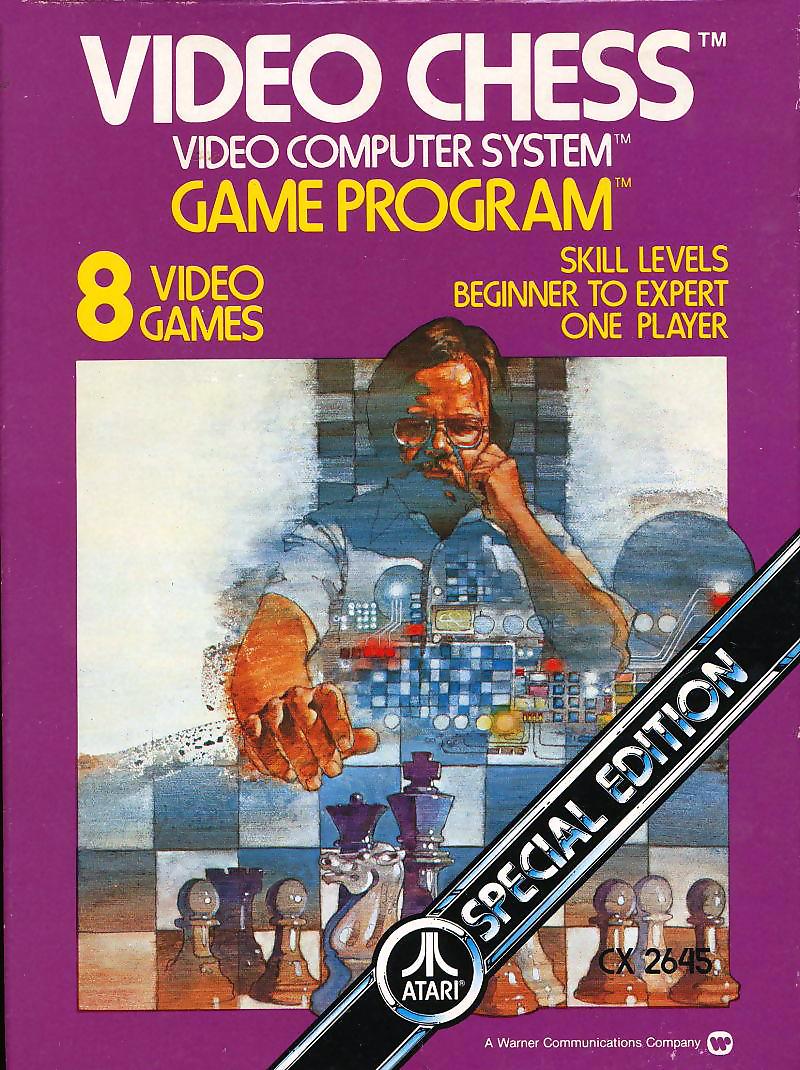 VIDEO CHESS™
VIDEO COMPUTER SYSTEM™
GAME PROGRAM™
8 VIDEO GAMES
SKILL LEVELS
BEGINNER TO EXPERT
ONE PLAYER
SPECIAL EDITION
CX 2645
ATARI®
A Warner Communications Company